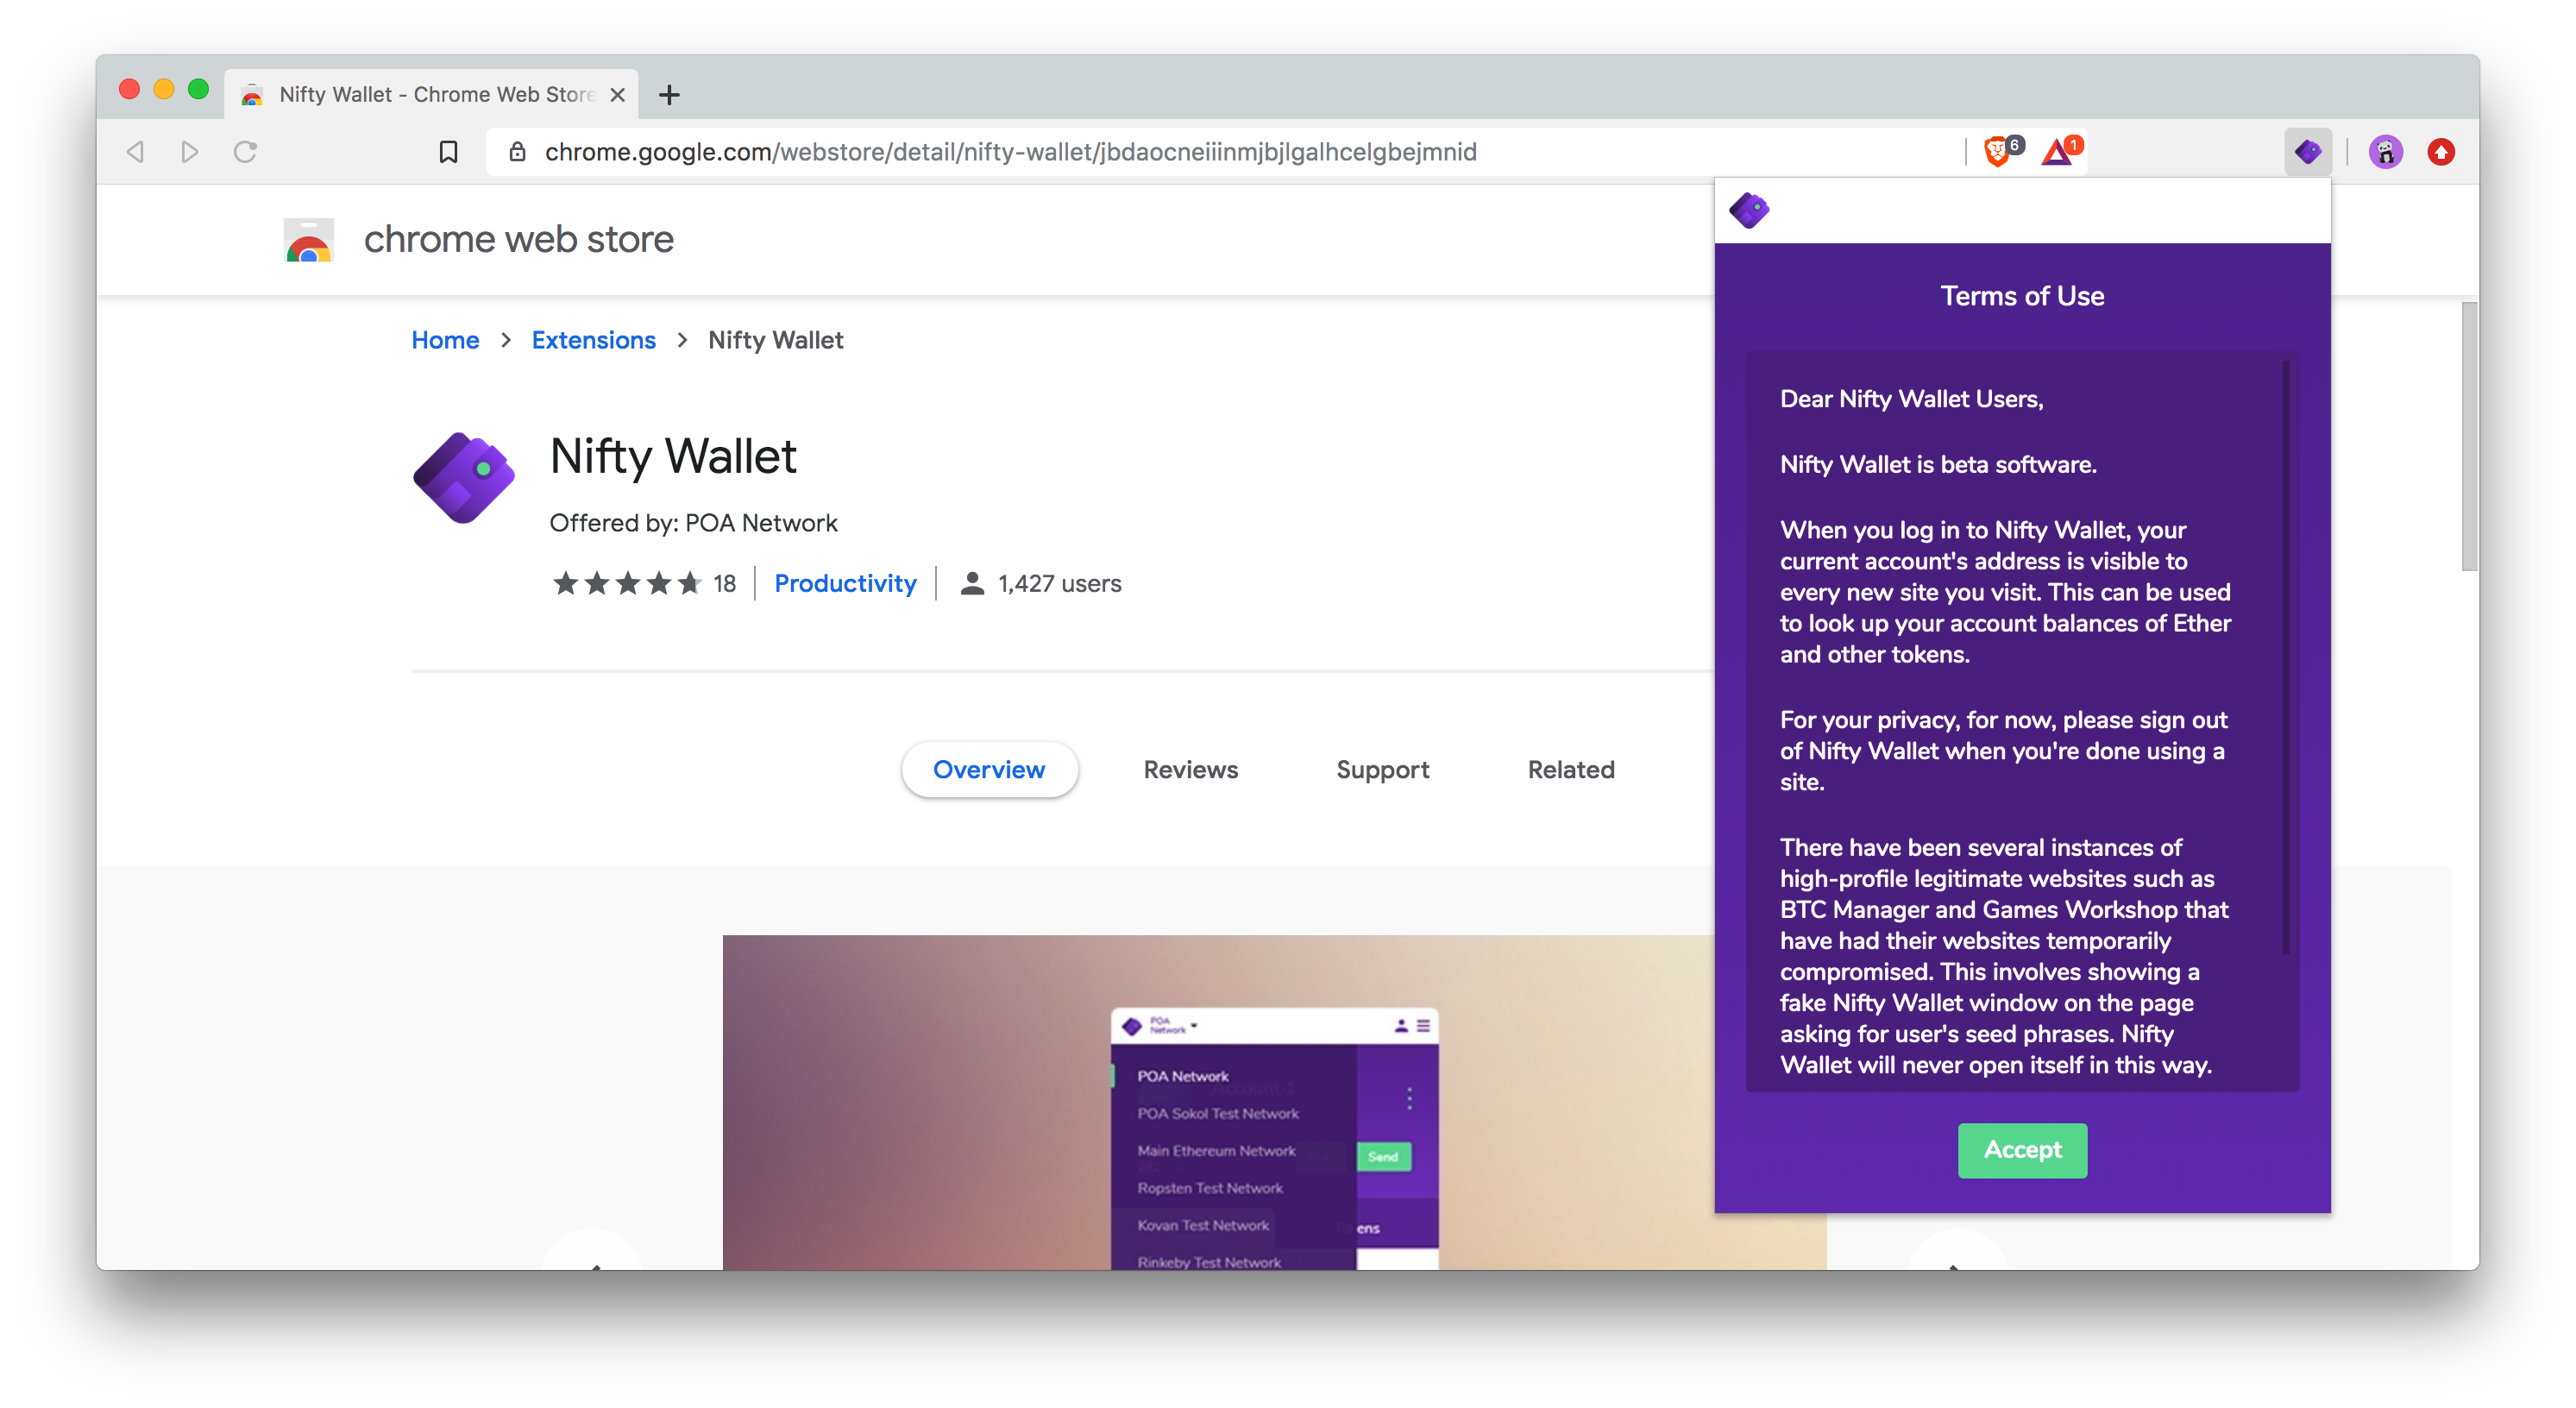 Nifty Wallet - Chrome Web Store
chrome.google.com/webstore/detail/nifty-wallet/jbdaocneiiinmjbjlgalhcelgbejmnid
6
1
chrome web store
Home > Extensions > Nifty Wallet
Nifty Wallet
Offered by: POA Network
18
Productivity
1,427 users
Overview
Reviews
Support
Related
POA
Network
POA Network
Account 1
POA Sokol Test Network
Main Ethereum Network
Send
Ropsten Test Network
Kovan Test Network
Tokens
Rinkeby Test Network
Terms of Use
Dear Nifty Wallet Users,
Nifty Wallet is beta software.
When you log in to Nifty Wallet, your
current account's address is visible to
every new site you visit. This can be used
to look up your account balances of Ether
and other tokens.
For your privacy, for now, please sign out
of Nifty Wallet when you're done using a
site.
There have been several instances of
high-profile legitimate websites such as
BTC Manager and Games Workshop that
have had their websites temporarily
compromised. This involves showing a
fake Nifty Wallet window on the page
asking for user's seed phrases. Nifty
Wallet will never open itself in this way.
Accept